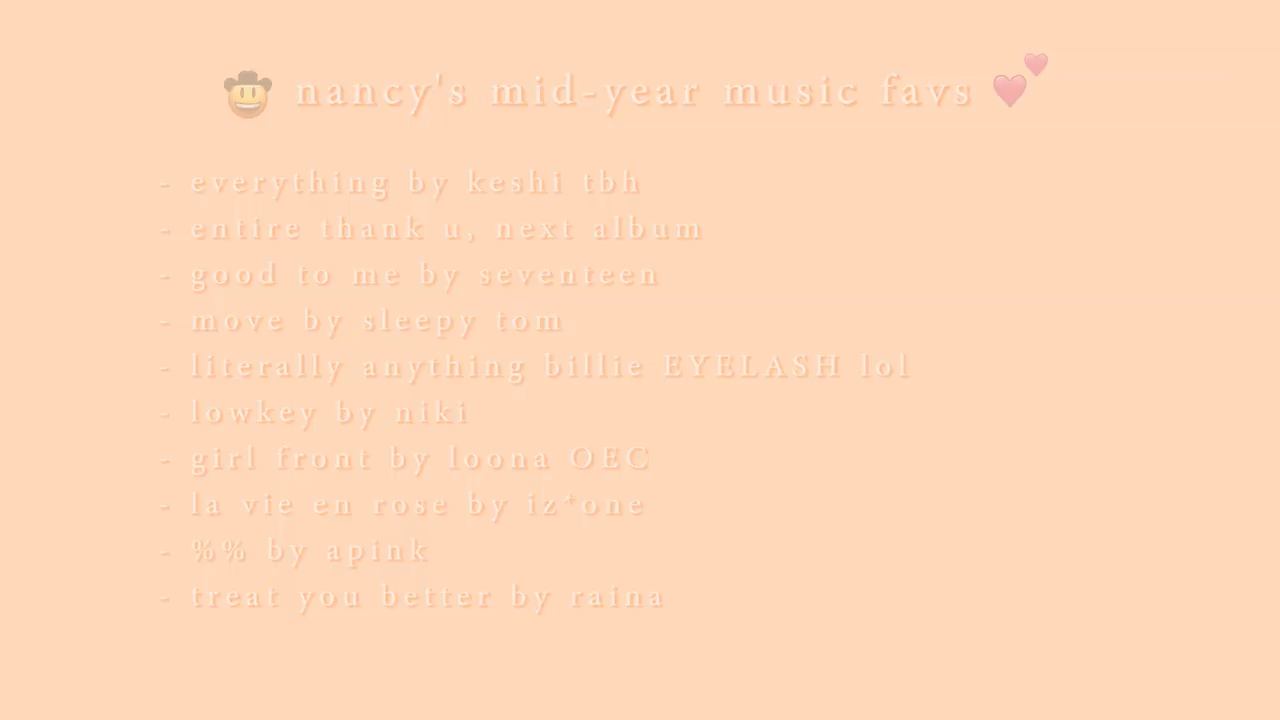 🤠 nancy's mid-year music favs 💕
- everything by keshi tbh
- entire thank u, next album
- good to me by seventeen
- move by sleepy tom
- literally anything billie EYELASH lol
- lowkey by niki
- girl front by loona OEC
- la vie en rose by iz*one
- %% by apink
- treat you better by raina